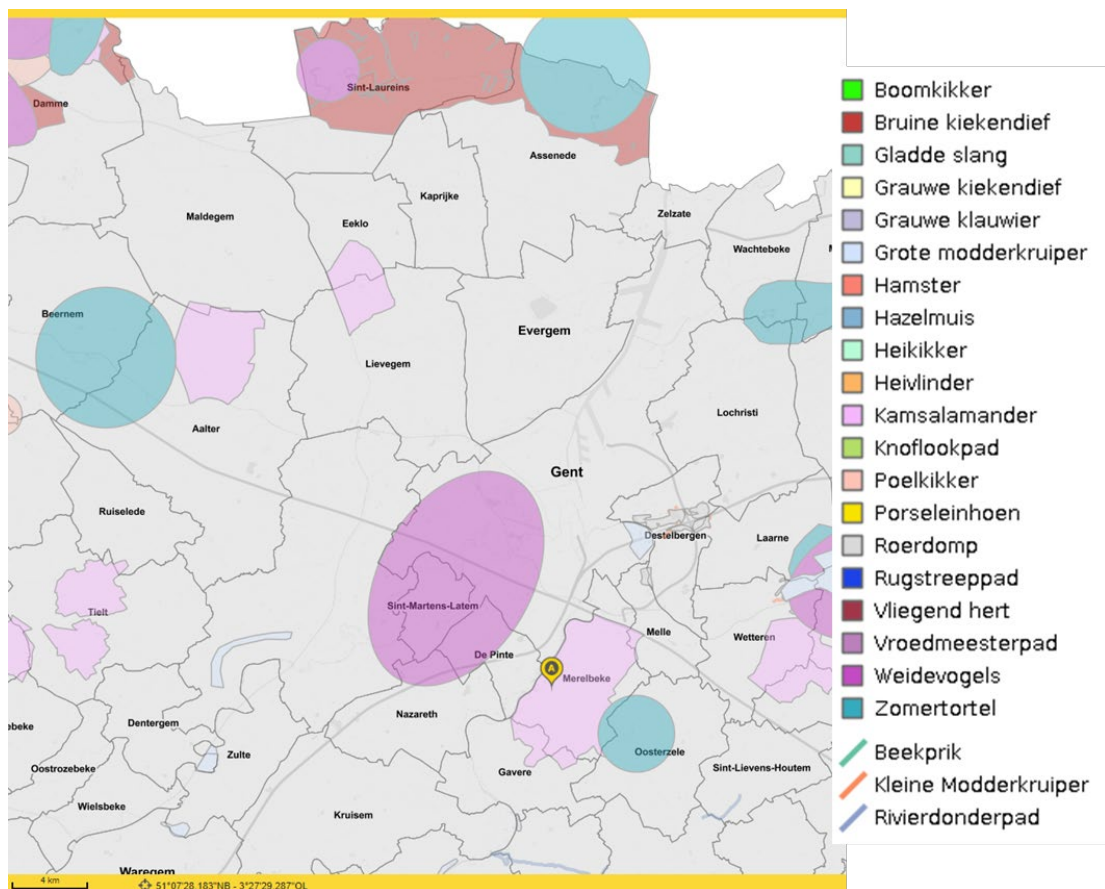 Damme
Sint-Laureins
Assenede
Kaprijke
Maldegem
Eeklo
Zelzate
Wachtebeke
M
Beernem
Evergem
Lievegem
Lochristi
Aalter
Gent
Ruiselede
Destelbergen
Laarne
Tielt
Sint-Martens-Latem
Melle
Wetteren
De Pinte
A
Merelbeke
Nazareth
Dentergem
ebeke
Zulte
Oosterzele
Oostrozebeke
Gavere
Sint-Lievens-Houtem
Wielsbeke
Kruisem
Waregem
4 km
51°07'28.183"NB - 3°27'29.287"OL
Boomkikker
Bruine kiekendief
Gladde slang
Grauwe kiekendief
Grauwe klauwier
Grote modderkruiper
Hamster
Hazelmuis
Heikikker
Heivlinder
Kamsalamander
Knoflookpad
Poelkikker
Porseleinhoen
Roerdomp
Rugstreeppad
Vliegend hert
Vroedmeesterpad
Weidevogels
Zomertortel
Beekprik
Kleine Modderkruiper
Rivierdonderpad